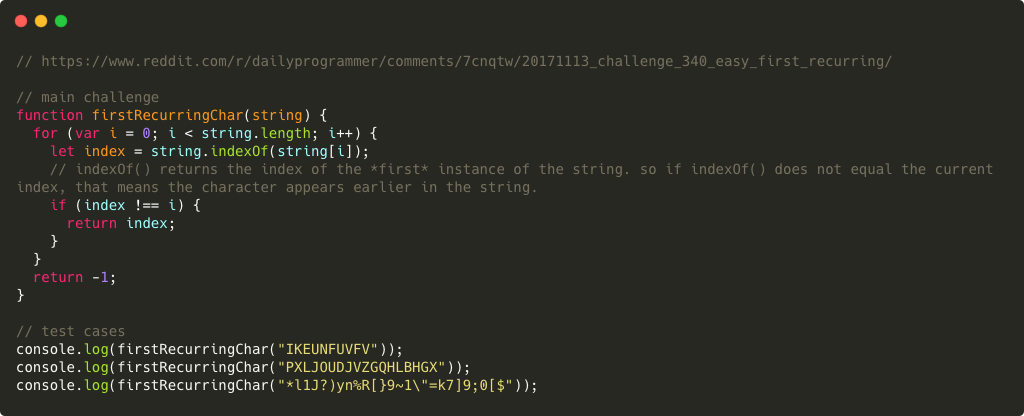 // https://www.reddit.com/r/dailyprogrammer/comments/7cnqtw/20171113_challenge_340_easy_first_recurring/
// main challenge
function firstRecurringChar(string) {
  for (var i = 0; i < string.length; i++) {
    let index = string.indexOf(string[i]);
    // indexOf() returns the index of the *first* instance of the string. so if indexOf() does not equal the current
index, that means the character appears earlier in the string.
    if (index !== i) {
      return index;
    }
  }
  return -1;
}
// test cases
console.log(firstRecurringChar("IKEUNFUVFV"));
console.log(firstRecurringChar("PXLJOUDJVZGQHLBHGX"));
console.log(firstRecurringChar("*l1J?)yn%R[}9~1\"=k7]9;0[$"));